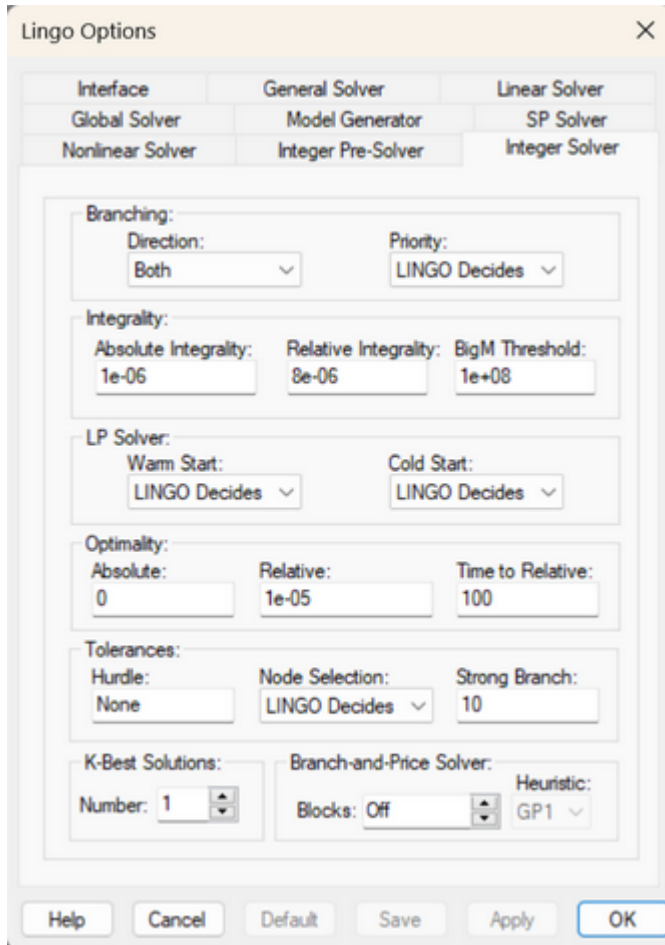 Lingo Options
Interface General Solver Linear Solver
Global Solver Model Generator SP Solver
Nonlinear Solver Integer Pre-Solver Integer Solver
Branching:
Direction: Priority:
Both LINGO Decides
Integrality:
Absolute Integrality: Relative Integrality: BigM Threshold:
1e-06 8e-06 1e+08
LP Solver:
Warm Start: Cold Start:
LINGO Decides LINGO Decides
Optimality:
Absolute: Relative: Time to Relative:
0 1e-05 100
Tolerances:
Hurdle: Node Selection: Strong Branch:
None LINGO Decides 10
K-Best Solutions: Branch-and-Price Solver:
Heuristic:
Number: 1 Blocks: Off GP1
Help Cancel Default Save Apply OK